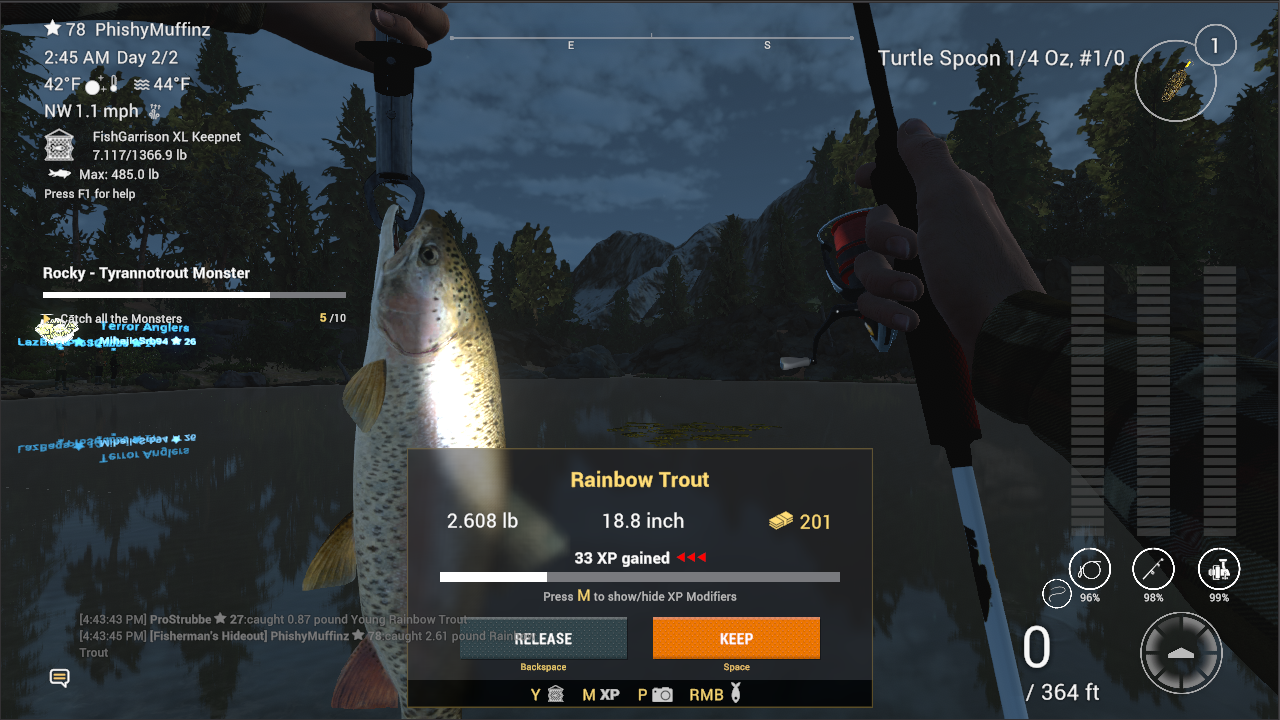 78 PhishyMuffinz
2:45 AM Day 2/2
42°F 44°F
NW 1.1 mph
FishGarrison XL Keepnet
7.117/1366.9 lb
Max: 485.0 lb
Press F1 for help
E S
Turtle Spoon 1/4 Oz, #1/0
1
Rocky - Tyrannotrout Monster
Catch all the Monsters 5 /10
Terror Anglers
26
26
Terror Anglers
Rainbow Trout
2.608 lb 18.8 inch 201
33 XP gained
Press M to show/hide XP Modifiers
RELEASE KEEP
Backspace Space
Y M XP P RMB
[4:43:43 PM] ProStrubbe 27:caught 0.87 pound Young Rainbow Trout
[4:43:45 PM] [Fisherman's Hideout] PhishyMuffinz 78:caught 2.61 pound Rainbow
Trout
96% 98% 99%
0
/ 364 ft